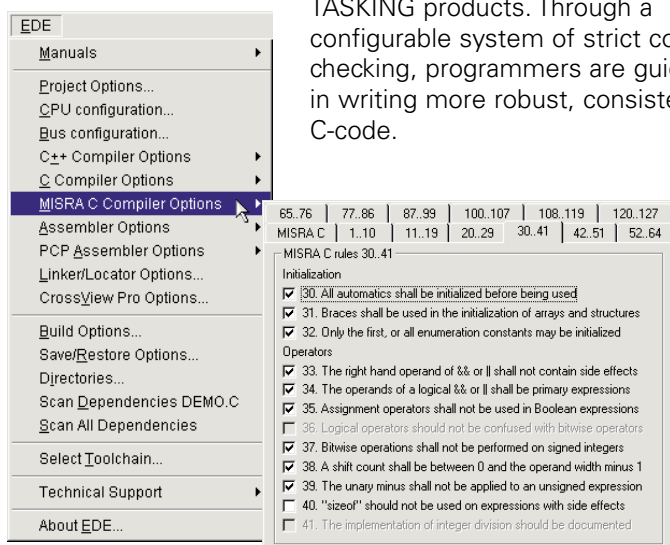 TASKING products. Through a
configurable system of strict
checking, programmers are
in writing more robust,
C-code.
EDE
Manuals
Project Options...
CPU configuration...
Bus configuration...
C++ Compiler Options
C Compiler Options
MISRA C Compiler Options
Assembler Options
PCP Assembler Options
Linker/Locator Options...
CrossView Pro Options...
Build Options...
Save/Restore Options...
Directories...
Scan Dependencies DEMO.C
Scan All Dependencies
Select Toolchain...
Technical Support
About EDE...
65..76 77..86 87..99 100..107 108..119 120..127
MISRA C 1..10 11..19 20..29 30..41 42..51 52..64
MISRA C rules 30..41
Initialization
30. All automatics shall be initialized before being used
31. Braces shall be used in the initialization of arrays and structures
32. Only the first, or all enumeration constants may be initialized
Operators
33. The right hand operand of && or || shall not contain side effects
34. The operands of a logical && or || shall be primary expressions
35. Assignment operators shall not be used in Boolean expressions
36. Logical operators should not be confused with bitwise operators
37. Bitwise operations shall not be performed on signed integers
38. A shift count shall be between 0 and the operand width minus 1
39. The unary minus shall not be applied to an unsigned expression
40. "sizeof" should not be used on expressions with side effects
41. The implementation of integer division should be documented